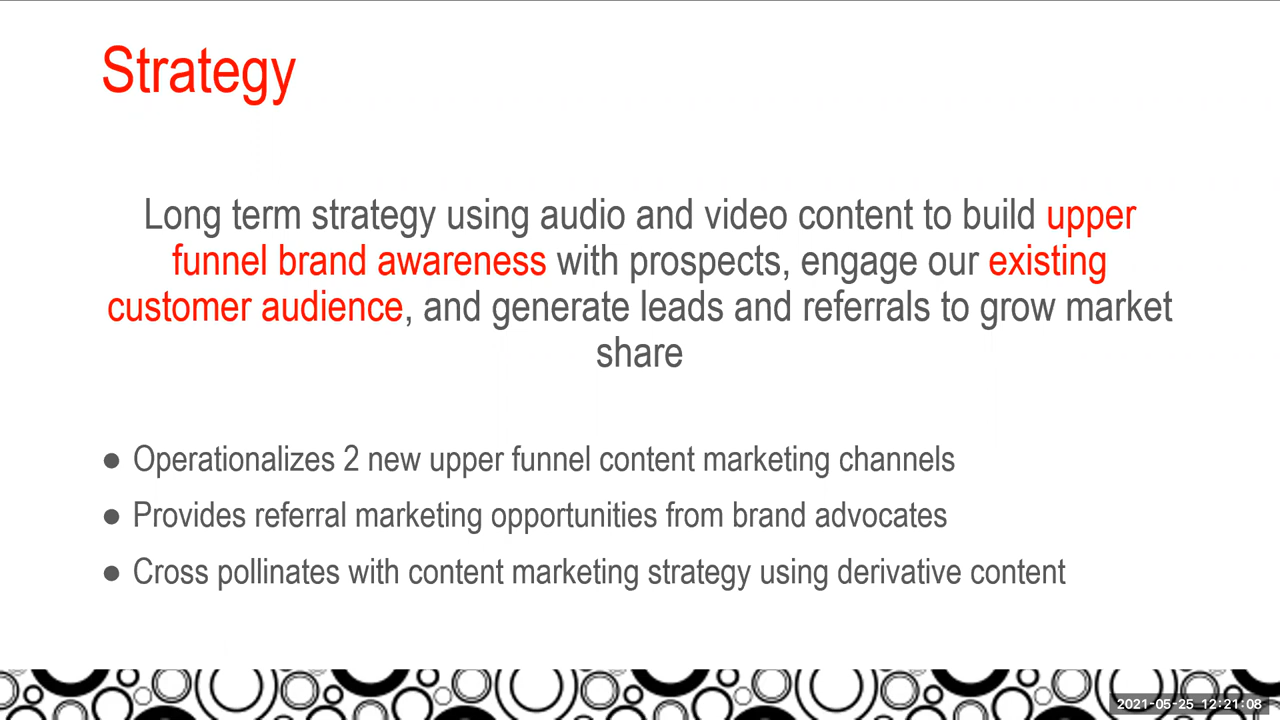 Strategy
Long term strategy using audio and video content to build upper
funnel brand awareness with prospects, engage our existing
customer audience, and generate leads and referrals to grow market
share
● Operationalizes 2 new upper funnel content marketing channels
● Provides referral marketing opportunities from brand advocates
● Cross pollinates with content marketing strategy using derivative content
2021-05-25 12:21:08